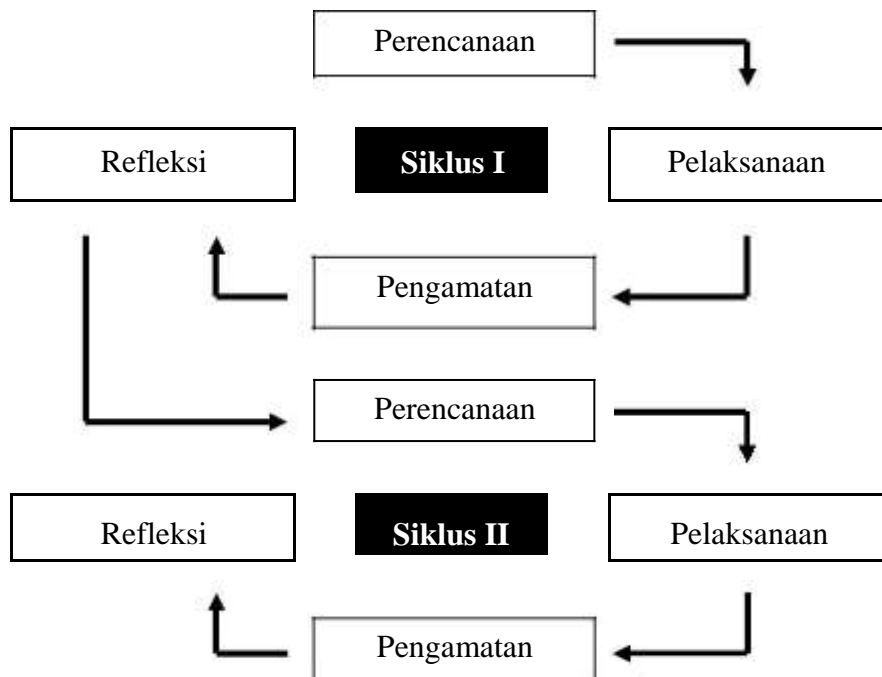 Perencanaan
Refleksi
Siklus I
Pelaksanaan
Pengamatan
Perencanaan
Refleksi
Siklus II
Pelaksanaan
Pengamatan